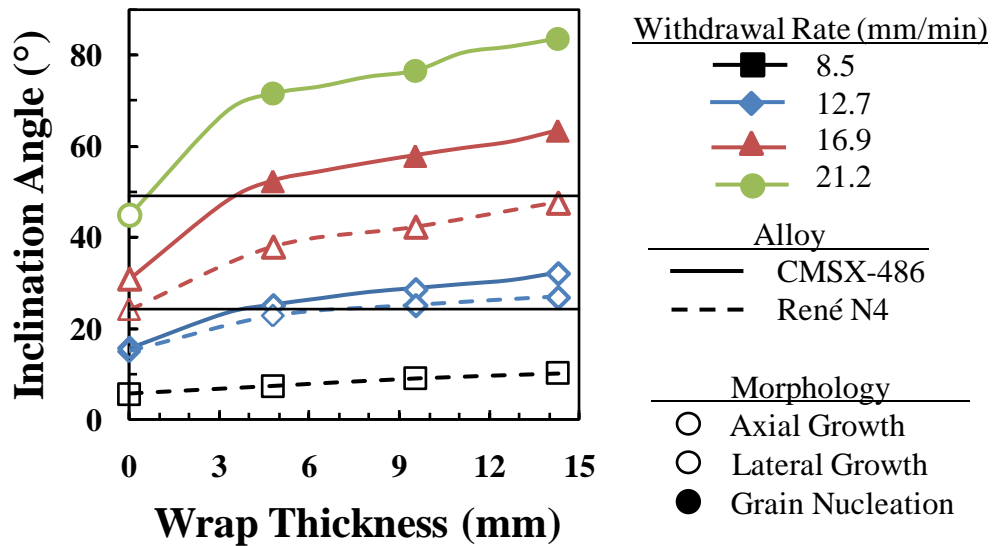 Inclination Angle (°)
80
60
40
20
0
0 3 6 9 12 15
Wrap Thickness (mm)
Withdrawal Rate (mm/min)
8.5
12.7
16.9
21.2
Alloy
CMSX-486
René N4
Morphology
Axial Growth
Lateral Growth
Grain Nucleation